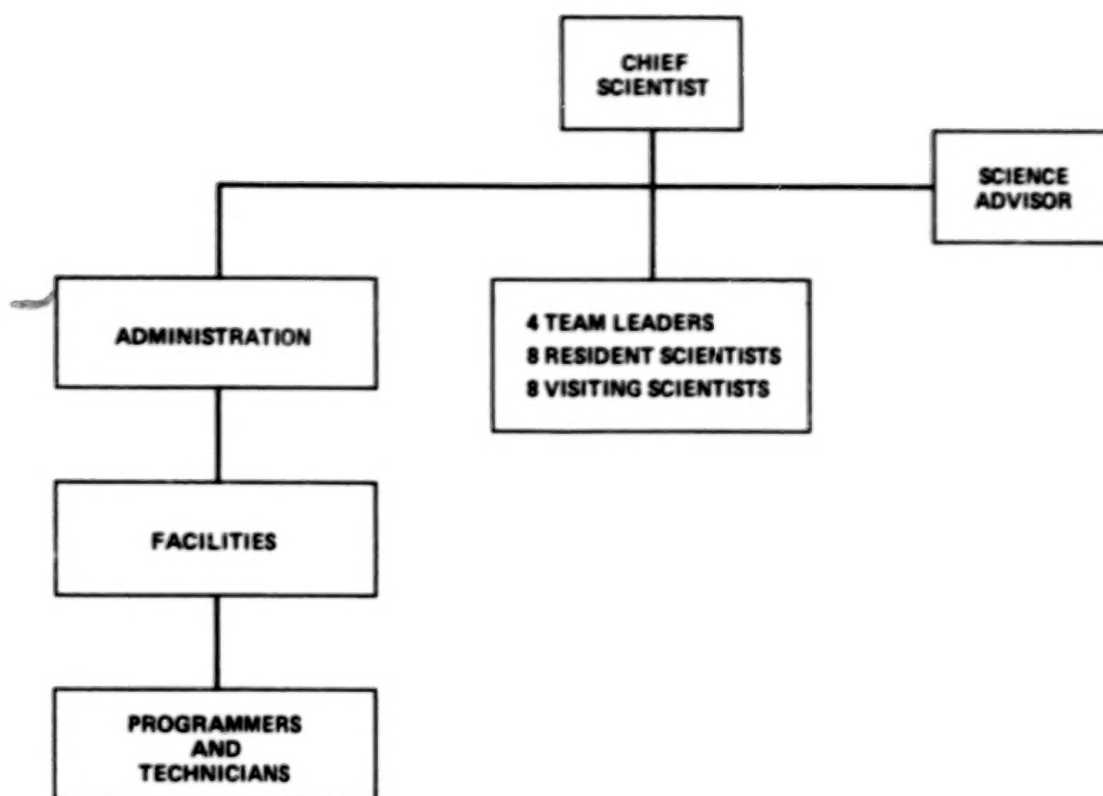 CHIEF
SCIENTIST
SCIENCE
ADVISOR
ADMINISTRATION
4 TEAM LEADERS
8 RESIDENT SCIENTISTS
8 VISITING SCIENTISTS
FACILITIES
PROGRAMMERS
AND
TECHNICIANS